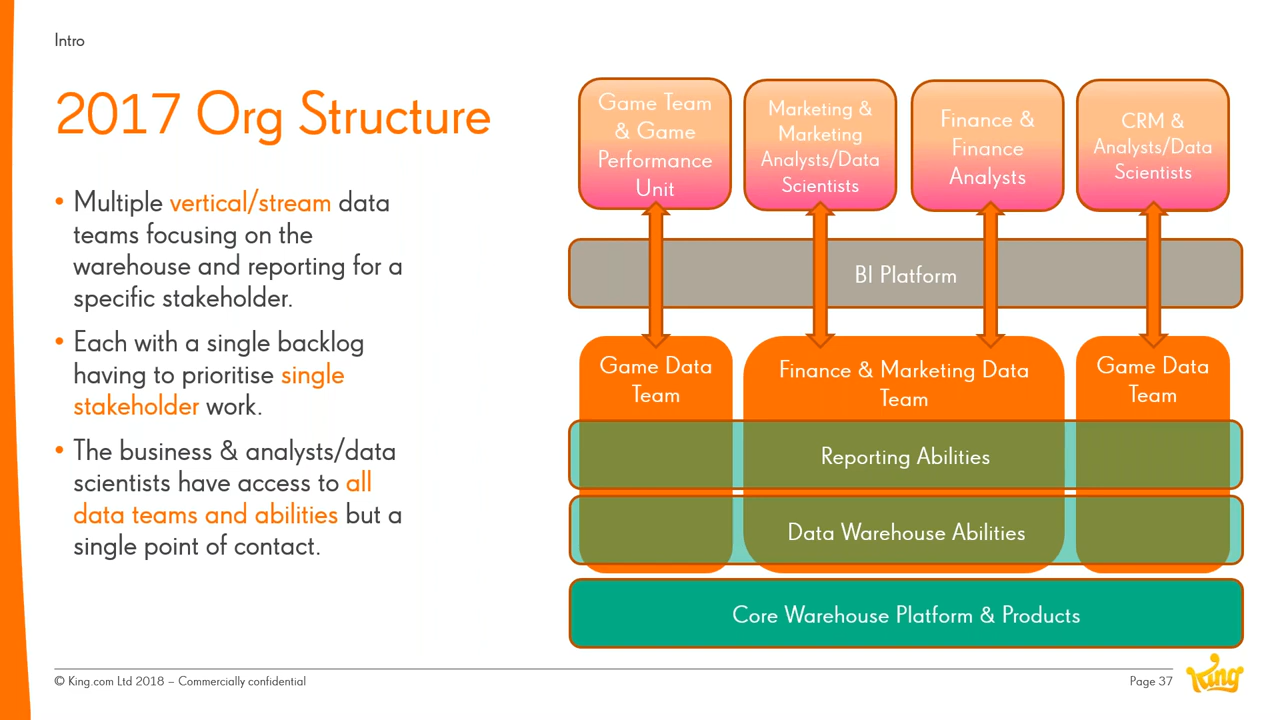 Intro
2017 Org Structure
• Multiple vertical/stream data
teams focusing on the
warehouse and reporting for a
specific stakeholder.
• Each with a single backlog
having to prioritise single
stakeholder work.
• The business & analysts/data
scientists have access to all
data teams and abilities but a
single point of contact.
Game Team
& Game
Performance
Unit
Marketing &
Marketing
Analysts/Data
Scientists
Finance &
Finance
Analysts
CRM &
Analysts/Data
Scientists
BI Platform
Game Data
Team
Finance & Marketing Data
Team
Game Data
Team
Reporting Abilities
Data Warehouse Abilities
Core Warehouse Platform & Products
© King.com Ltd 2018 – Commercially confidential
Page 37
King